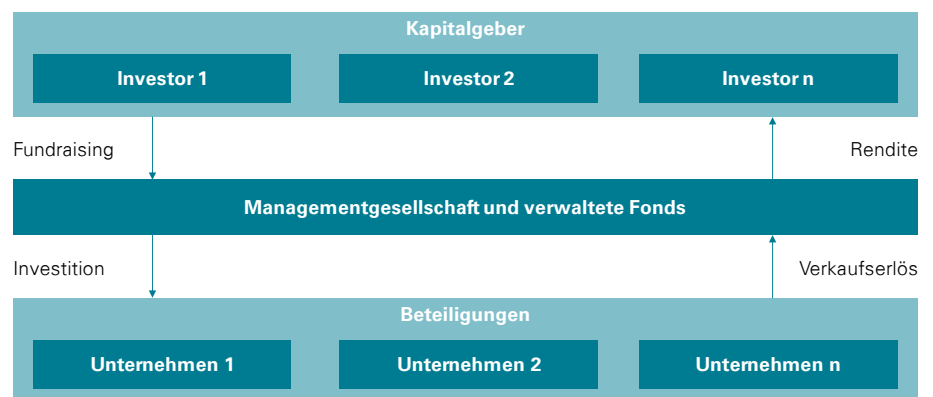 Kapitalgeber
Investor 1
Investor 2
Investor n
Fundraising
Rendite
Managementgesellschaft und verwaltete Fonds
Investition
Verkaufserlös
Beteiligungen
Unternehmen 1
Unternehmen 2
Unternehmen n